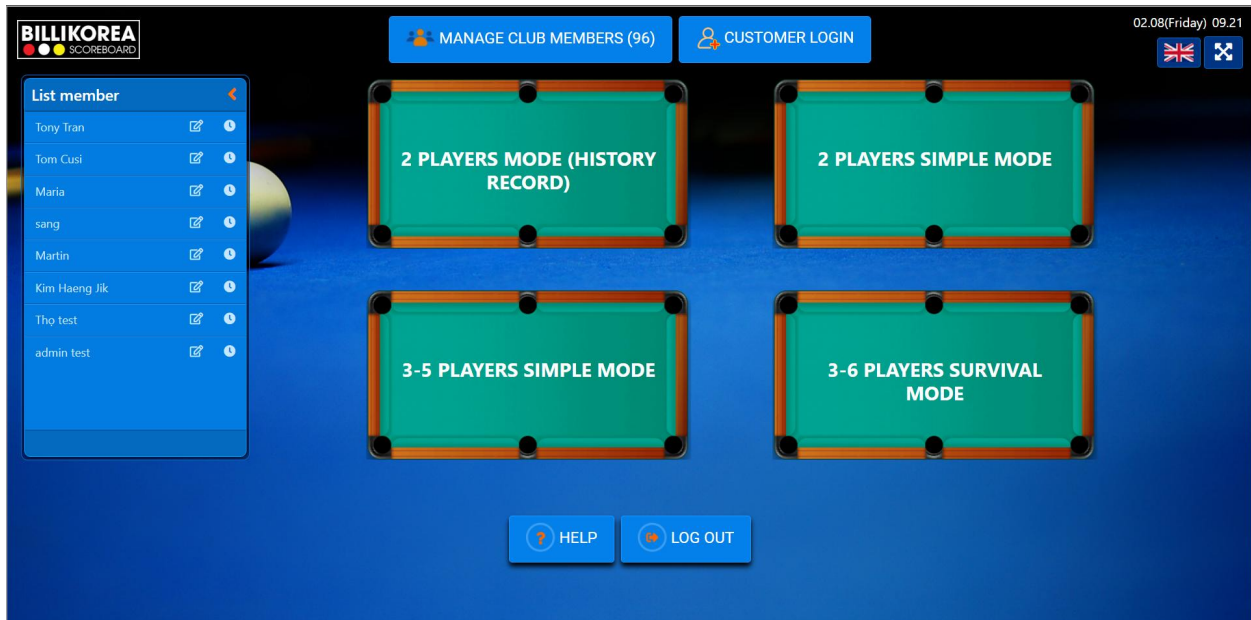 BILLIKOREA
SCOREBOARD
MANAGE CLUB MEMBERS (96)
CUSTOMER LOGIN
02.08(Friday) 09.21
List member
Tony Tran
Tom Cusi
Maria
sang
Martin
Kim Haeng Jik
Thọ test
admin test
2 PLAYERS MODE (HISTORY
RECORD)
2 PLAYERS SIMPLE MODE
3-5 PLAYERS SIMPLE MODE
3-6 PLAYERS SURVIVAL
MODE
? HELP
LOG OUT